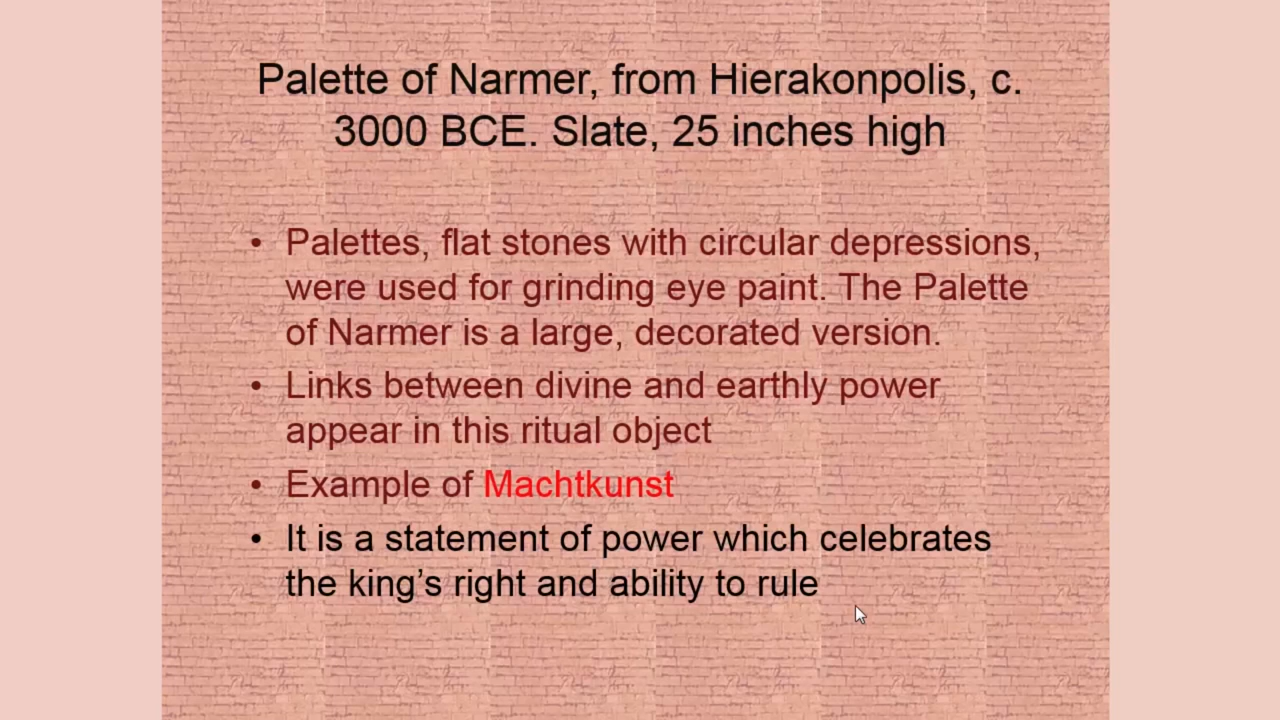 Palette of Narmer, from Hierakonpolis, c.
3000 BCE. Slate, 25 inches high
• Palettes, flat stones with circular depressions,
were used for grinding eye paint. The Palette
of Narmer is a large, decorated version.
• Links between divine and earthly power
appear in this ritual object
• Example of Machtkunst
• It is a statement of power which celebrates
the king’s right and ability to rule